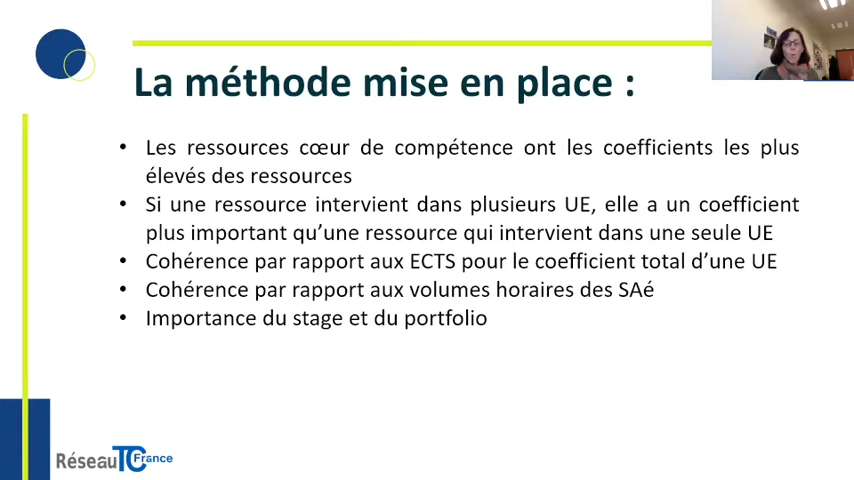 La méthode mise en place :
• Les ressources cœur de compétence ont les coefficients les plus
élevés des ressources
• Si une ressource intervient dans plusieurs UE, elle a un coefficient
plus important qu’une ressource qui intervient dans une seule UE
• Cohérence par rapport aux ECTS pour le coefficient total d’une UE
• Cohérence par rapport aux volumes horaires des SAé
• Importance du stage et du portfolio
Réseau TC France